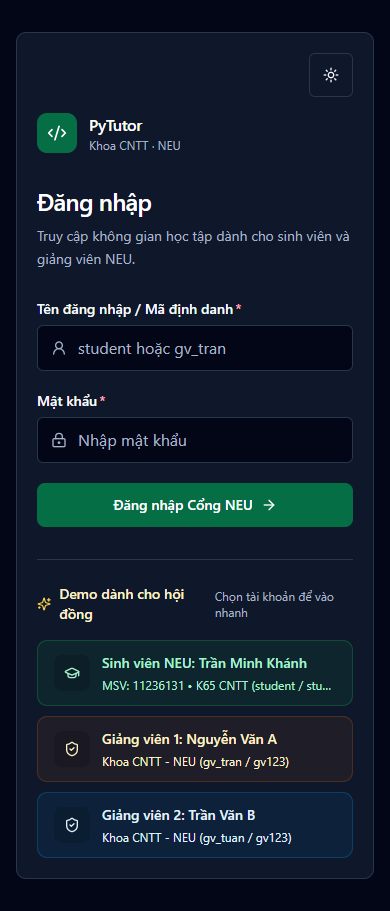 PyTutor
Khoa CNTT · NEU
Đăng nhập
Truy cập không gian học tập dành cho sinh viên và
giảng viên NEU.
Tên đăng nhập / Mã định danh *
student hoặc gv_tran
Mật khẩu *
Nhập mật khẩu
Đăng nhập Cổng NEU →
Demo dành cho hội
đồng
Chọn tài khoản để vào
nhanh
Sinh viên NEU: Trần Minh Khánh
MSV: 11236131 • K65 CNTT (student / stu...
Giảng viên 1: Nguyễn Văn A
Khoa CNTT - NEU (gv_tran / gv123)
Giảng viên 2: Trần Văn B
Khoa CNTT - NEU (gv_tuan / gv123)